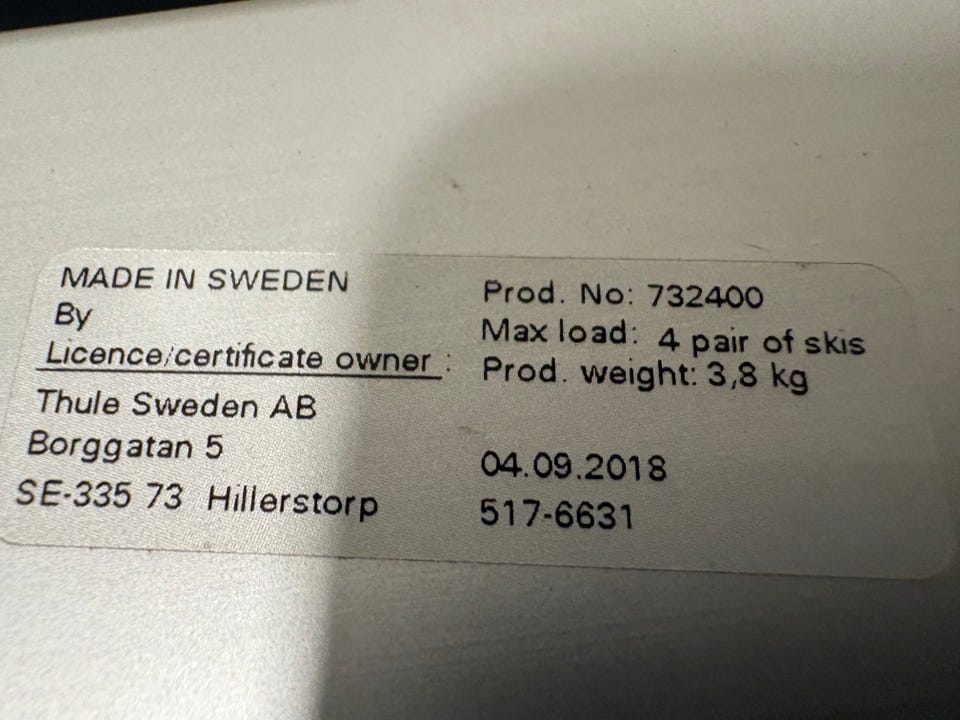 MADE IN SWEDEN
By
Licence/certificate owner :
Thule Sweden AB
Borggatan 5
SE-335 73 Hillerstorp
Prod. No: 732400
Max load: 4 pair of skis
Prod. weight: 3,8 kg
04.09.2018
517-6631